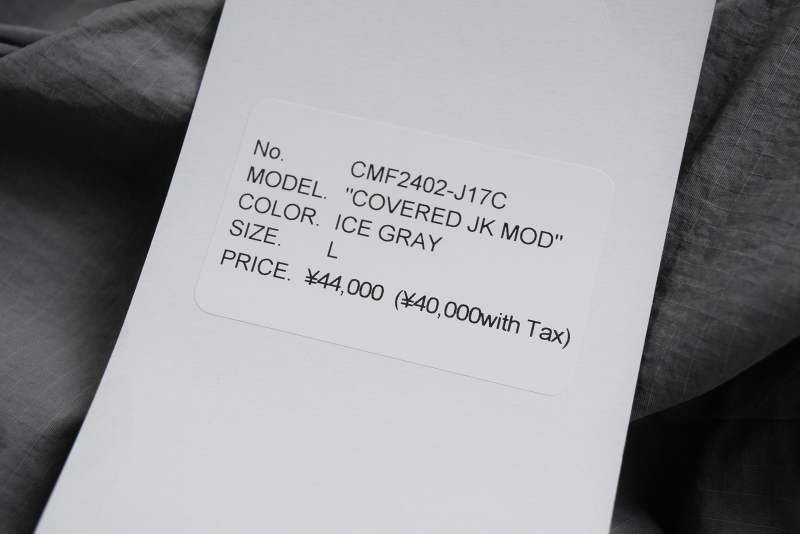 No. CMF2402-J17C
MODEL. "COVERED JK MOD"
COLOR. ICE GRAY
SIZE. L
PRICE. ¥44,000 (¥40,000with Tax)